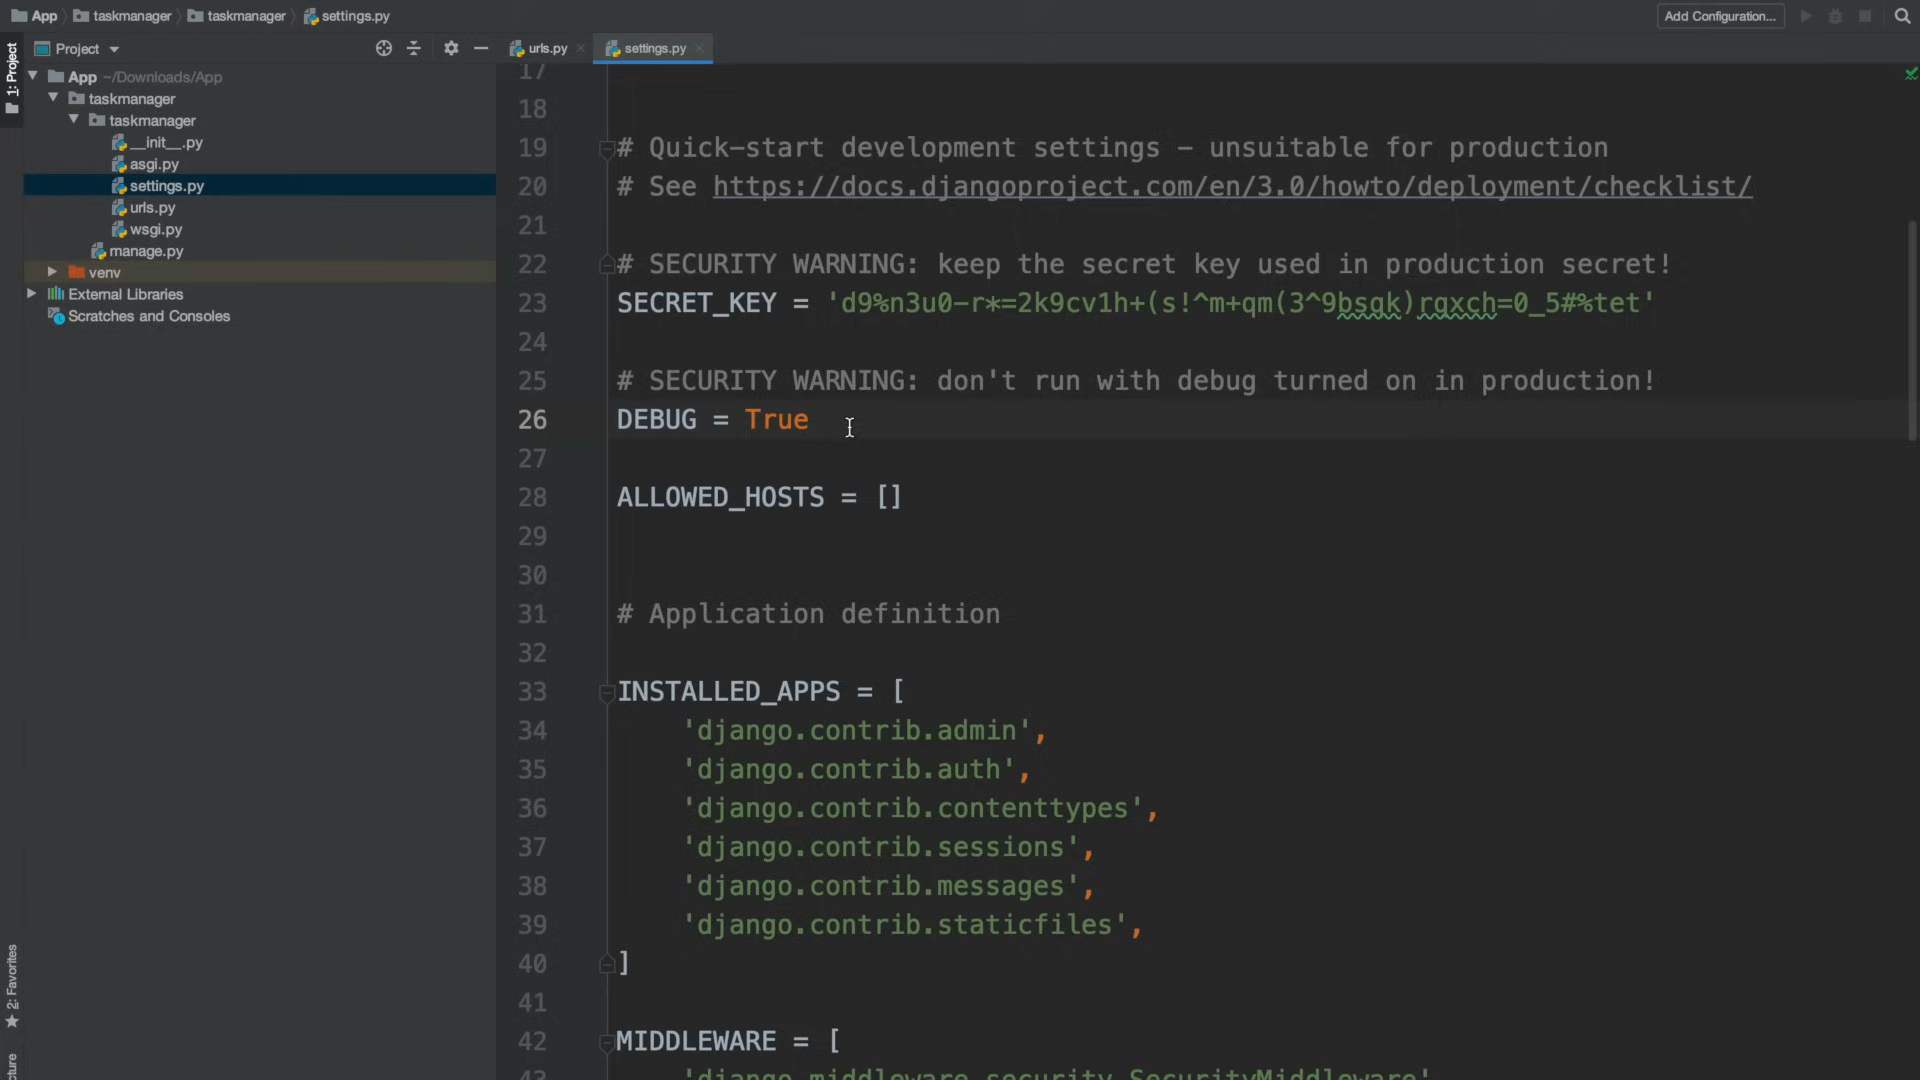 App taskmanager taskmanager settings.py Add Configuration...
1: Project
Project
urls.py settings.py
App ~/Downloads/App
taskmanager
taskmanager
__init__.py
asgi.py
settings.py
urls.py
wsgi.py
manage.py
venv
External Libraries
Scratches and Consoles
2: Favorites
17
18
19 # Quick-start development settings - unsuitable for production
20 # See https://docs.djangoproject.com/en/3.0/howto/deployment/checklist/
21
22 # SECURITY WARNING: keep the secret key used in production secret!
23 SECRET_KEY = 'd9%n3u0-r*=2k9cv1h+(s!^m+qm(3^9bsgk)rgxch=0_5#%tet'
24
25 # SECURITY WARNING: don't run with debug turned on in production!
26 DEBUG = True
27
28 ALLOWED_HOSTS = []
29
30
31 # Application definition
32
33 INSTALLED_APPS = [
34 'django.contrib.admin',
35 'django.contrib.auth',
36 'django.contrib.contenttypes',
37 'django.contrib.sessions',
38 'django.contrib.messages',
39 'django.contrib.staticfiles',
40 ]
41
42 MIDDLEWARE = [
43 'django.middleware.security.SecurityMiddleware'